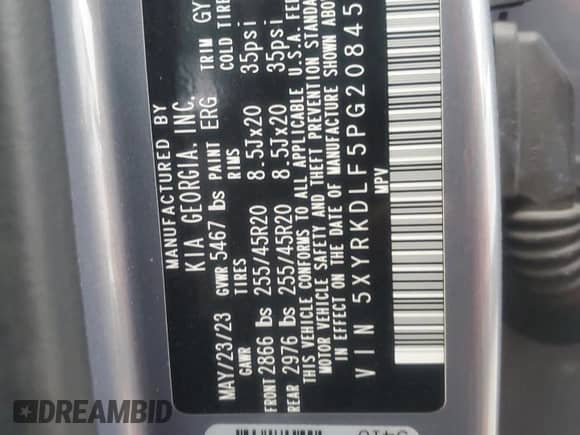 MANUFACTURED BY
KIA GEORGIA. INC.
MAY/23/23 GVWR 5467 lbs PAINT ERG TRIM GY
GAWR TIRES RIMS COLD TIRE
FRONT 2866 lbs 255/45R20 8.5Jx20 35psi
REAR 2976 lbs 255/45R20 8.5Jx20 35psi
THIS VEHICLE CONFORMS TO ALL APPLICABLE U.S.A. FEE
MOTOR VEHICLE SAFETY AND THEFT PREVENTION STANDA
IN EFFECT ON THE DATE OF MANUFACTURE SHOWN ABOV
VIN 5XYRKDLF5PG20845
MPV
DREAMBID